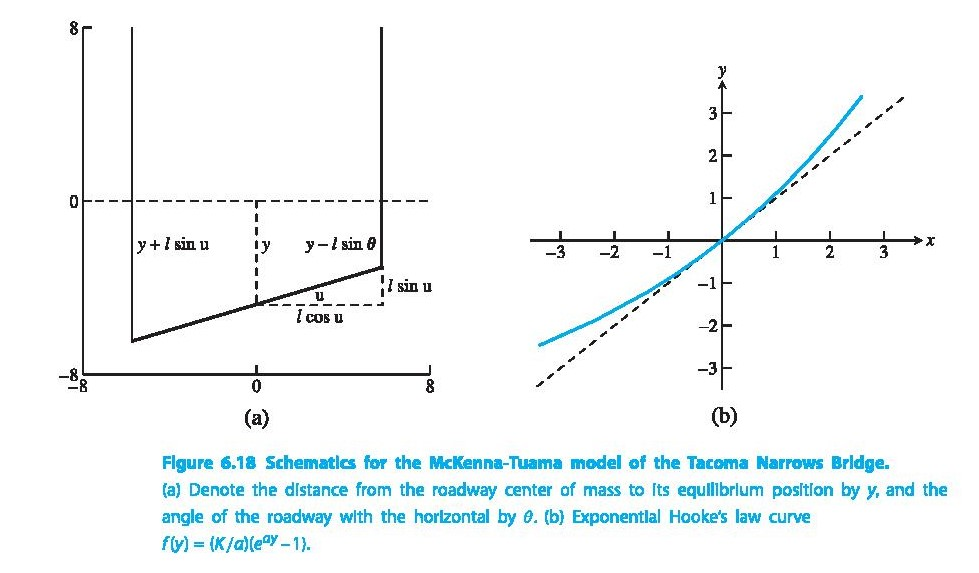 8
0
y + l sin u
y
y – l sin θ
u
l sin u
l cos u
–8
–8
0
8
(a)
y
3
2
1
–3
–2
–1
1
2
3
x
–1
–2
–3
(b)
Figure 6.18 Schematics for the McKenna-Tuama model of the Tacoma Narrows Bridge.
(a) Denote the distance from the roadway center of mass to its equilibrium position by y, and the
angle of the roadway with the horizontal by θ. (b) Exponential Hooke's law curve
f(y) = (K/a)(e^{ay} – 1).